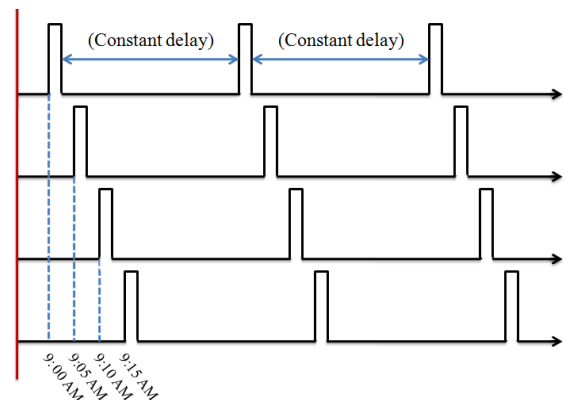 (Constant delay) (Constant delay)
9: 00 AM
9:05 AM
9:10 AM
9:15 AM